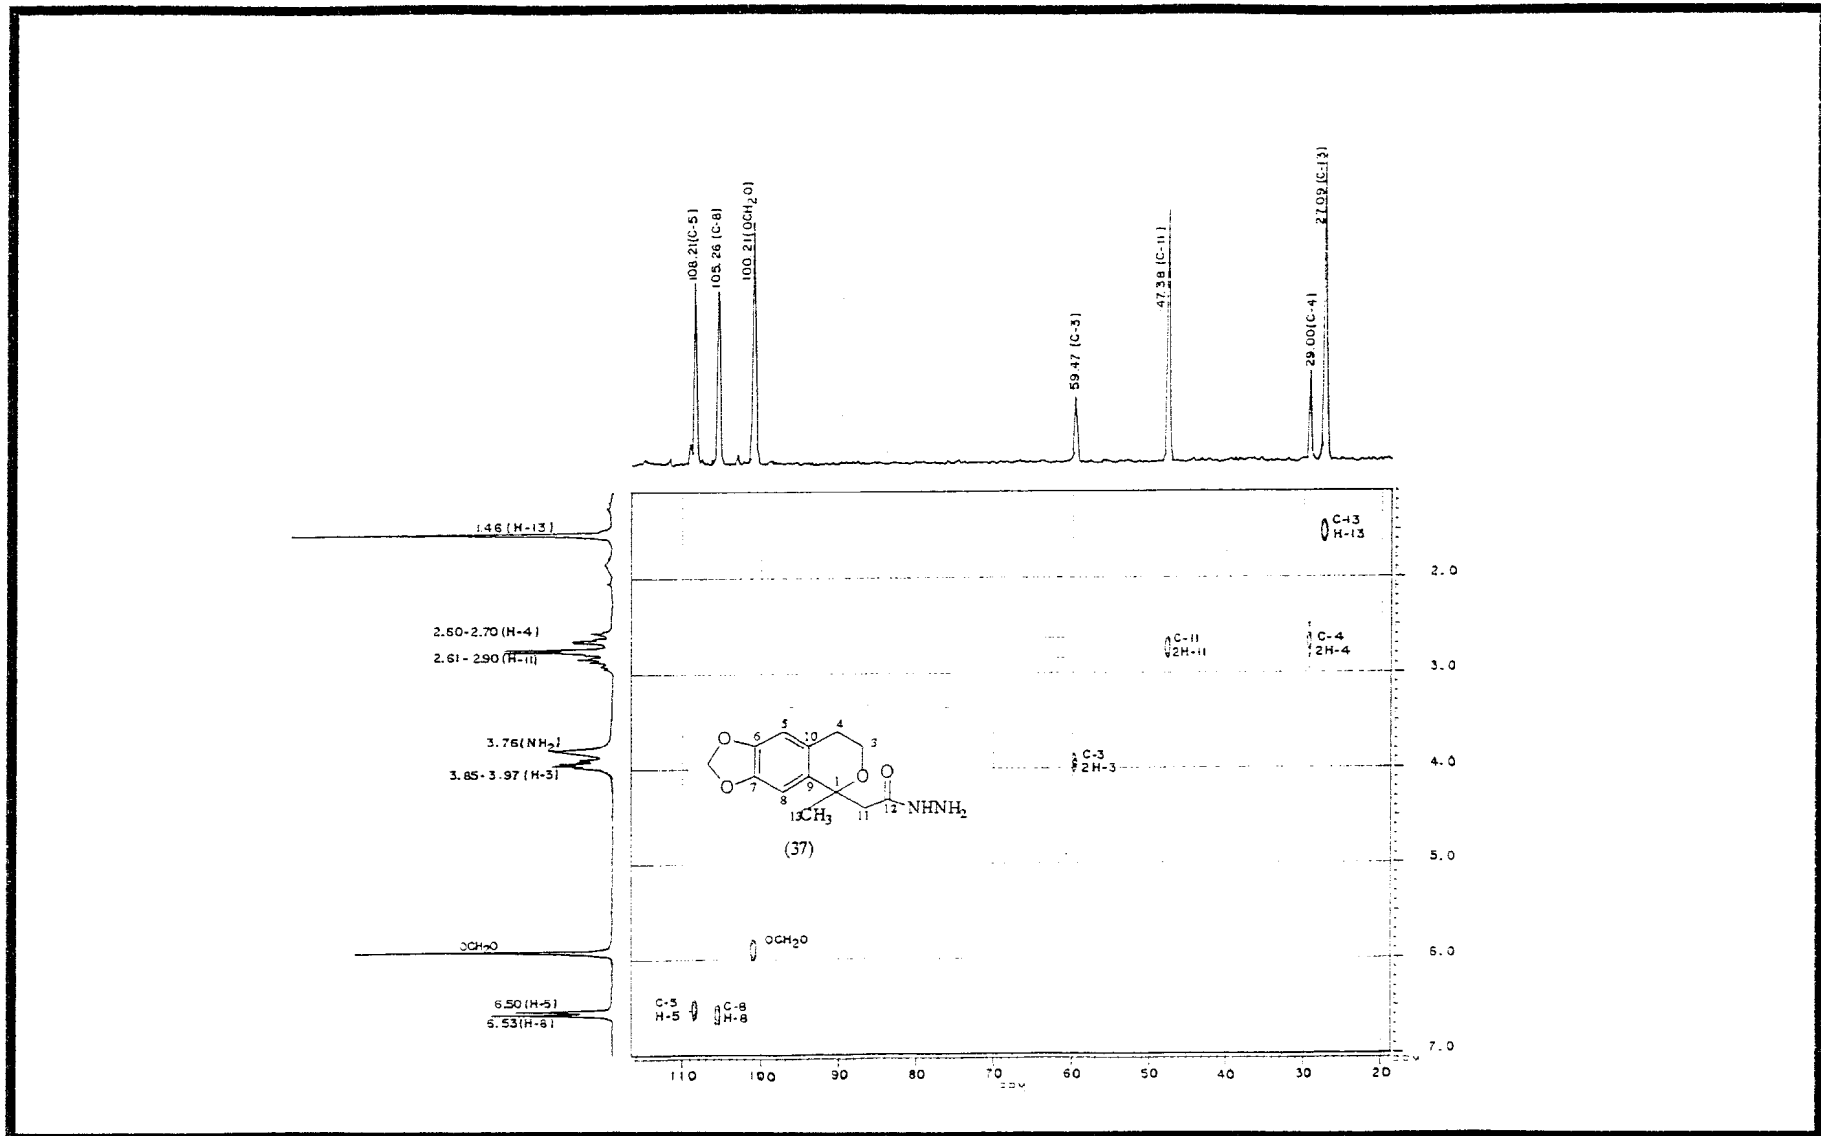 108.21(C-5)
105.26 (C-8)
100.21(OCH2O)
59.47 (C-3)
47.38 (C-11)
29.00(C-4)
27.09 (C-13)
1.46 (H-13)
2.60-2.70 (H-4)
2.61-2.90(H-11)
3.76(NH2)
3.85-3.97 (H-3)
OCH2O
6.50(H-5)
6.53(H-8)
C-13
H-13
2.0
C-11
2H-11
C-4
2H-4
3.0
C-3
2H-3
4.0
5 4
6 10 3
O O O
O 7 9 1
8 12 NHNH2
13CH3 11
(37)
5.0
OCH2O
6.0
C-5
H-5
C-8
H-8
7.0
110 100 90 80 70 60 50 40 30 20